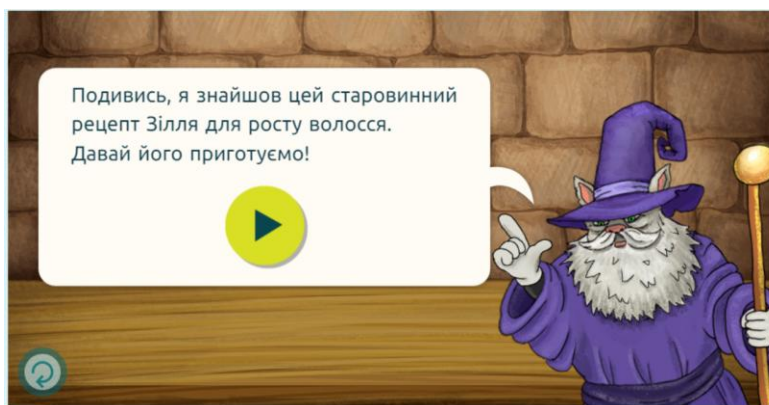 Подивись, я знайшов цей старовинний
рецепт Зілля для росту волосся.
Давай його приготуємо!